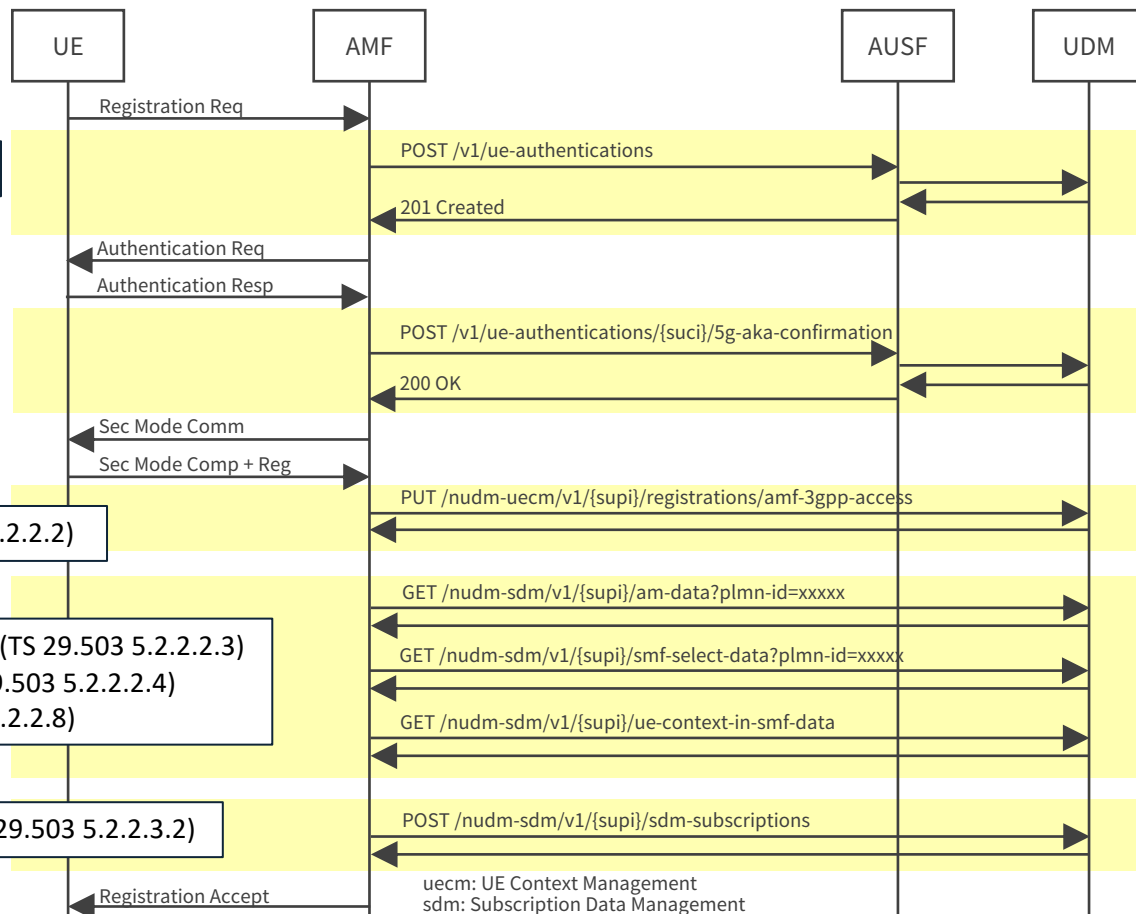 UE
AMF
AUSF
UDM
Registration Req
POST /v1/ue-authentications
201 Created
Authentication Req
Authentication Resp
POST /v1/ue-authentications/{suci}/5g-aka-confirmation
200 OK
Sec Mode Comm
Sec Mode Comp + Reg
PUT /nudm-uecm/v1/{supi}/registrations/amf-3gpp-access
.2.2.2)
GET /nudm-sdm/v1/{supi}/am-data?plmn-id=xxxxx
(TS 29.503 5.2.2.2.3)
GET /nudm-sdm/v1/{supi}/smf-select-data?plmn-id=xxxxx
9.503 5.2.2.2.4)
.2.2.8)
GET /nudm-sdm/v1/{supi}/ue-context-in-smf-data
29.503 5.2.2.3.2)
POST /nudm-sdm/v1/{supi}/sdm-subscriptions
Registration Accept
uecm: UE Context Management
sdm: Subscription Data Management